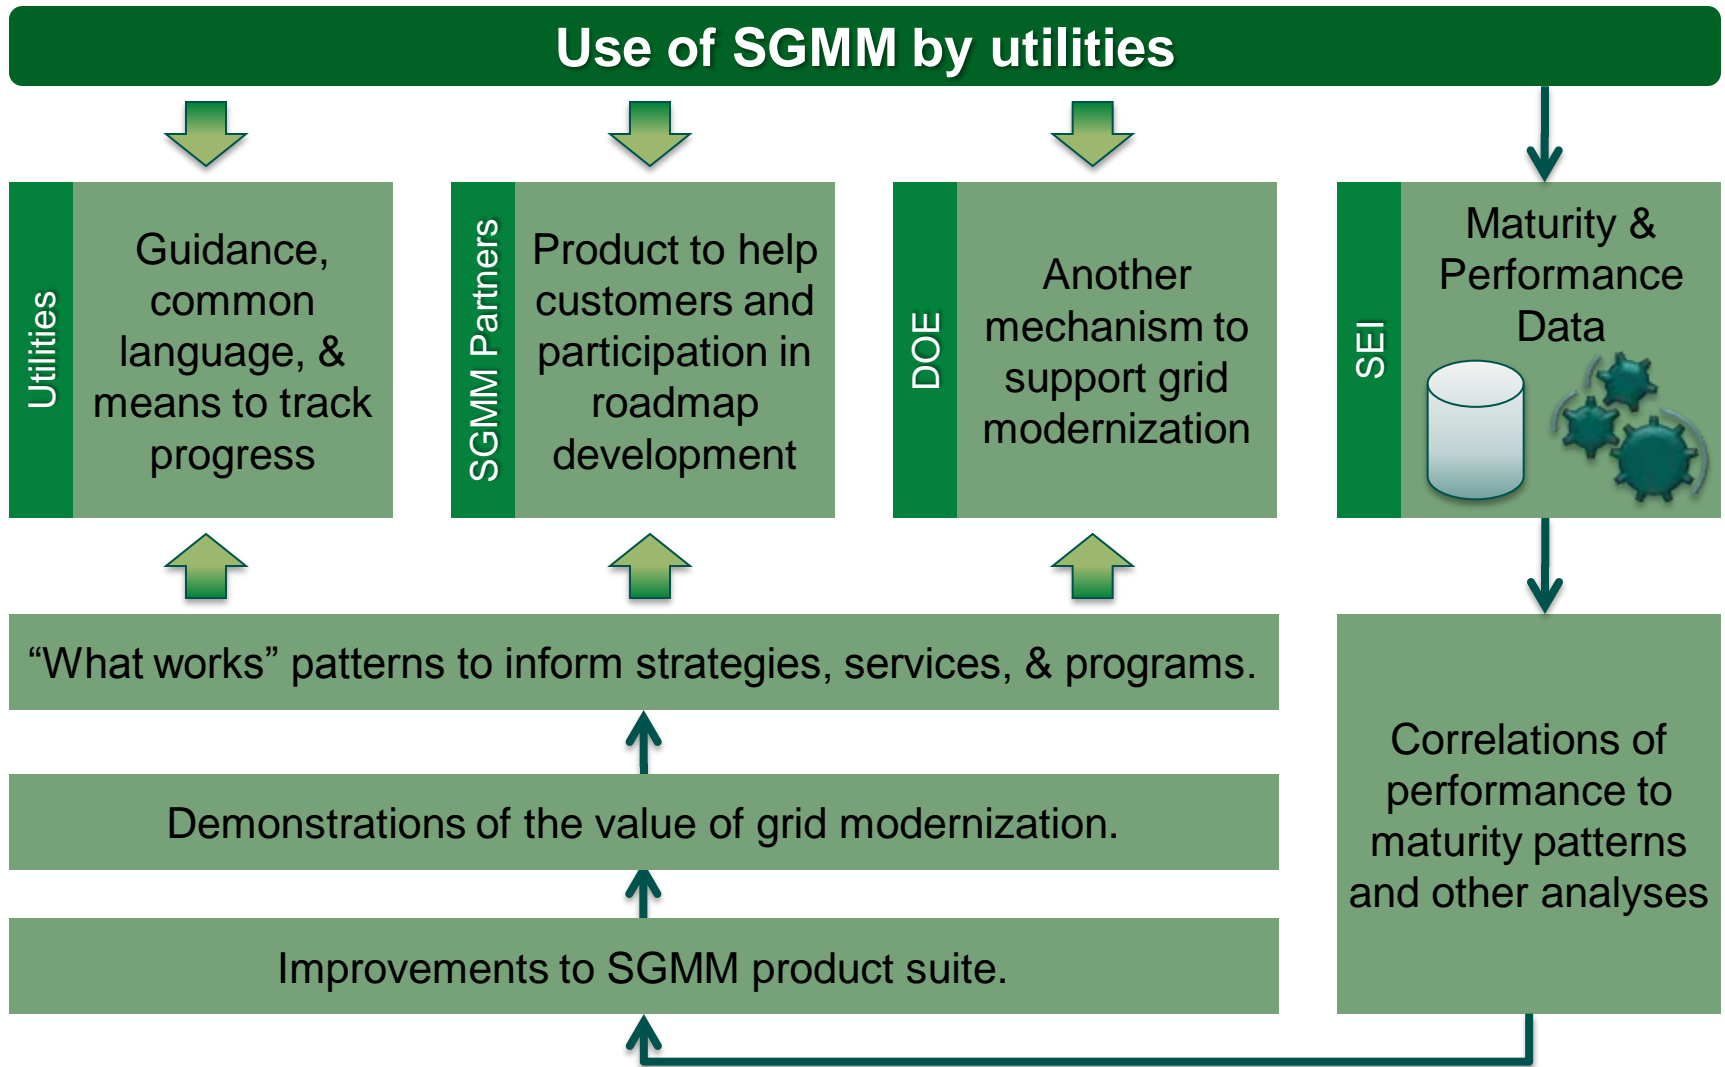 Use of SGMM by utilities
Utilities
Guidance,
common
language, &
means to track
progress
SGMM Partners
Product to help
customers and
participation in
roadmap
development
DOE
Another
mechanism to
support grid
modernization
SEI
Maturity &
Performance
Data
“What works” patterns to inform strategies, services, & programs.
Demonstrations of the value of grid modernization.
Improvements to SGMM product suite.
Correlations of
performance to
maturity patterns
and other analyses